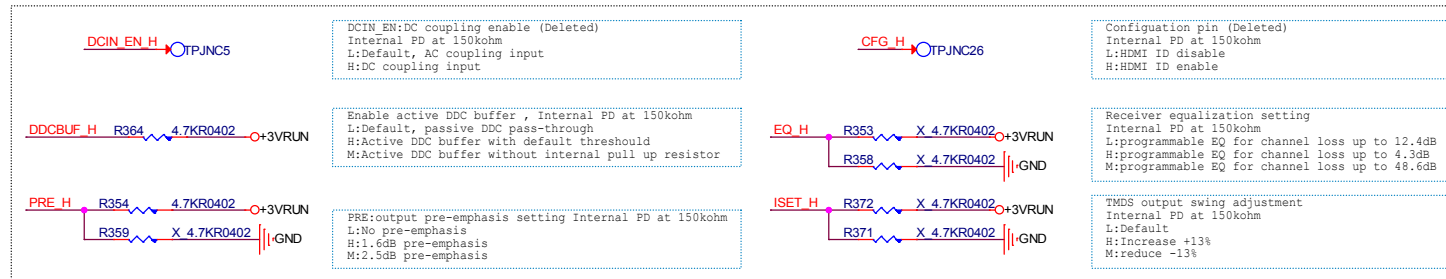 DCIN_EN_H TPJNC5
DCIN_EN:DC coupling enable (Deleted)
Internal PD at 150kohm
L:Default, AC coupling input
H:DC coupling input
CFG_H TPJNC26
Configuation pin (Deleted)
Internal PD at 150kohm
L:HDMI ID disable
H:HDMI ID enable
DDCBUF_H R364 4.7KR0402 +3VRUN
Enable active DDC buffer , Internal PD at 150kohm
L:Default, passive DDC pass-through
H:Active DDC buffer with default threshould
M:Active DDC buffer without internal pull up resistor
EQ_H R353 X_4.7KR0402 +3VRUN
R358 X_4.7KR0402 GND
Receiver equalization setting
Internal PD at 150kohm
L:programmable EQ for channel loss up to 12.4dB
H:programmable EQ for channel loss up to 4.3dB
M:programmable EQ for channel loss up to 48.6dB
PRE_H R354 4.7KR0402 +3VRUN
R359 X_4.7KR0402 GND
PRE:output pre-emphasis setting Internal PD at 150kohm
L:No pre-emphasis
H:1.6dB pre-emphasis
M:2.5dB pre-emphasis
ISET_H R372 X_4.7KR0402 +3VRUN
R371 X_4.7KR0402 GND
TMDS output swing adjustment
Internal PD at 150kohm
L:Default
H:Increase +13%
M:reduce -13%